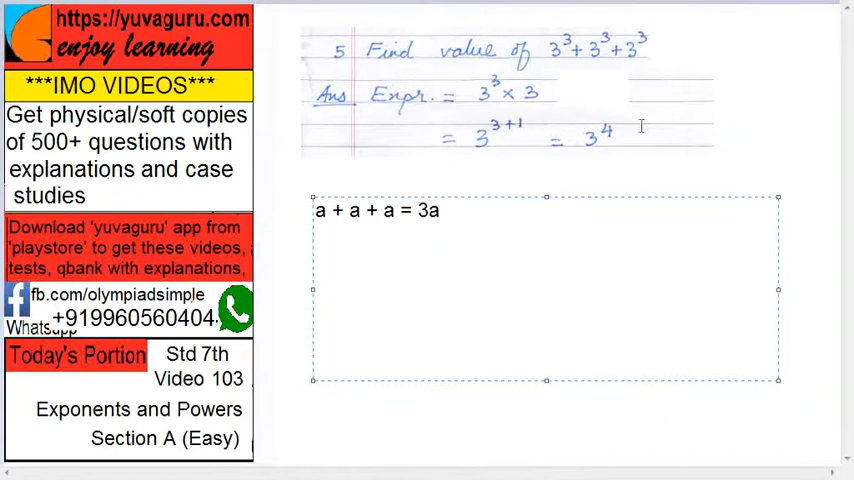 https://yuvaguru.com
enjoy learning
***IMO VIDEOS***
Get physical/soft copies
of 500+ questions with
explanations and case
studies
Download 'yuvaguru' app from
'playstore' to get these videos,
tests, qbank with explanations,
fb.com/olympiadsimple
+919960560404
Whatsapp
Today's Portion
Std 7th
Video 103
Exponents and Powers
Section A (Easy)
5 Find value of 3³+3³+3³
Ans Expr. = 3³ × 3
= 3³⁺¹ = 3⁴
a + a + a = 3a